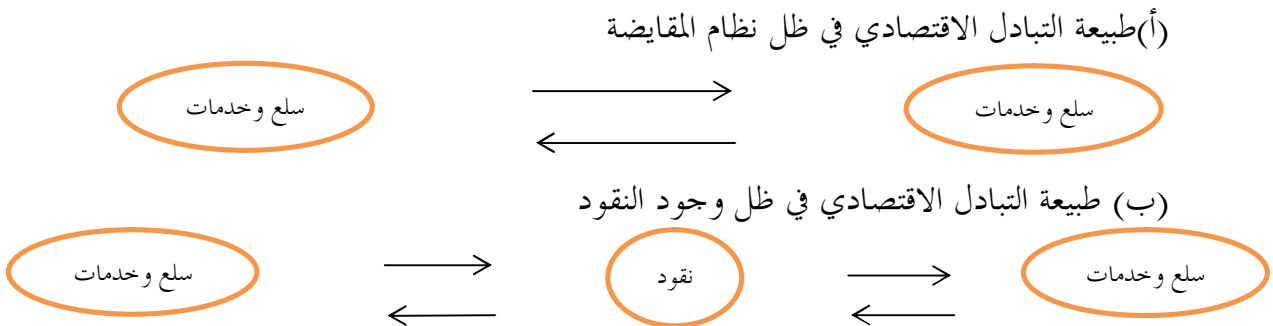 (أ)طبيعة التبادل الاقتصادي في ظل نظام المقايضة
سلع وخدمات
سلع وخدمات
(ب) طبيعة التبادل الاقتصادي في ظل وجود النقود
سلع وخدمات
نقود
سلع وخدمات